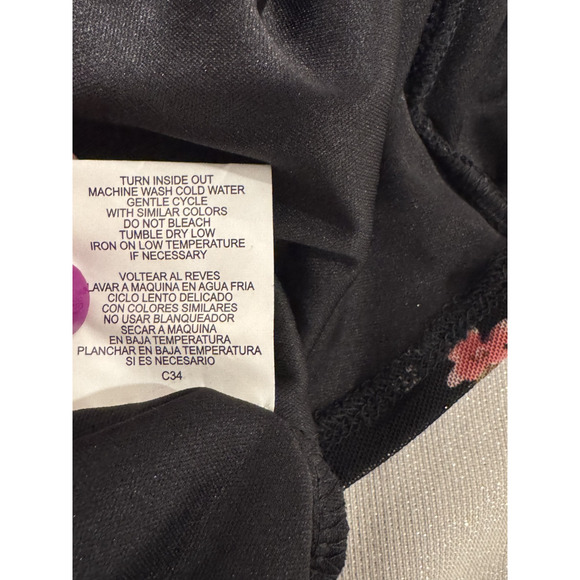 TURN INSIDE OUT
MACHINE WASH COLD WATER
GENTLE CYCLE
WITH SIMILAR COLORS
DO NOT BLEACH
TUMBLE DRY LOW
IRON ON LOW TEMPERATURE
IF NECESSARY
VOLTEAR AL REVES
LAVAR A MAQUINA EN AGUA FRIA
CICLO LENTO DELICADO
CON COLORES SIMILARES
NO USAR BLANQUEADOR
SECAR A MAQUINA
EN BAJA TEMPERATURA
PLANCHAR EN BAJA TEMPERATURA
SI ES NECESARIO
C34